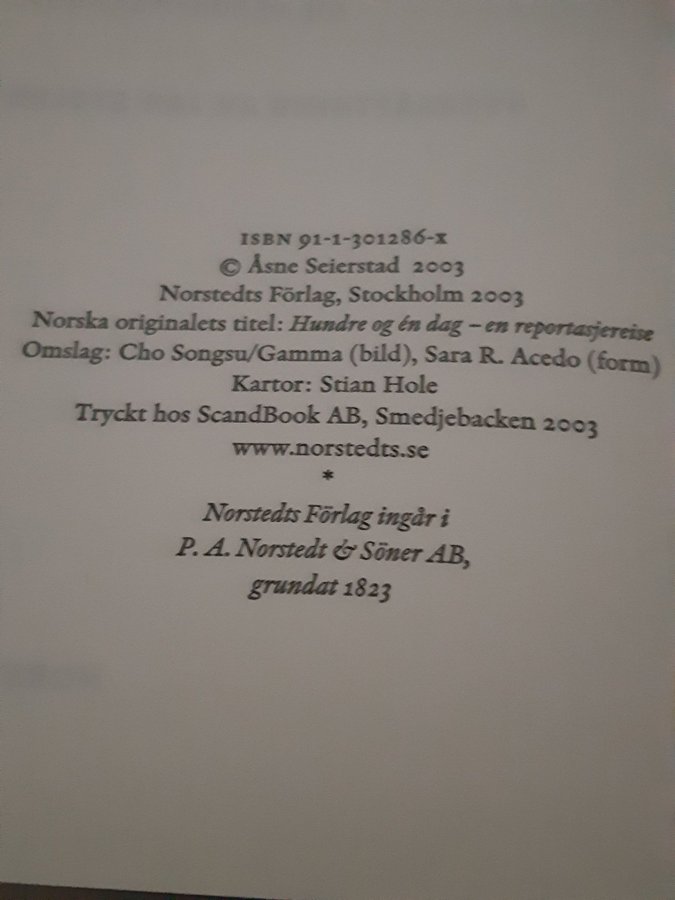 ISBN 91-1-301286-X
© Åsne Seierstad 2003
Norstedts Förlag, Stockholm 2003
Norska originalets titel: Hundre og én dag – en reportasjereise
Omslag: Cho Songsu/Gamma (bild), Sara R. Acedo (form)
Kartor: Stian Hole
Tryckt hos ScandBook AB, Smedjebacken 2003
www.norstedts.se
*
Norstedts Förlag ingår i
P. A. Norstedt & Söner AB,
grundat 1823